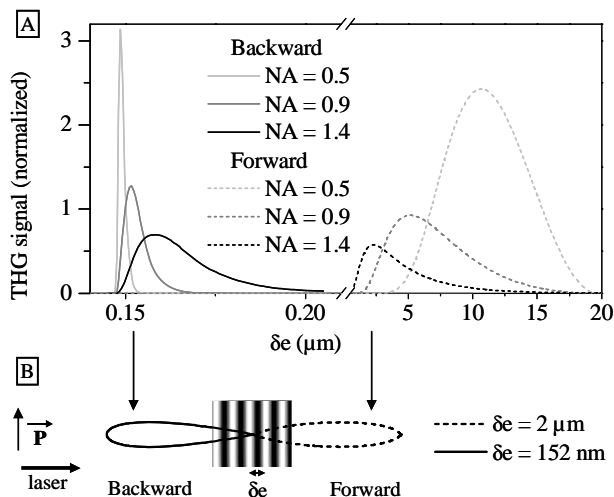 A
THG signal (normalized)
3
2
1
0
Backward
NA = 0.5
NA = 0.9
NA = 1.4
Forward
NA = 0.5
NA = 0.9
NA = 1.4
0.15 0.20 5 10 15 20
δe (µm)
B
P
laser
Backward
δe
Forward
δe = 2 µm
δe = 152 nm